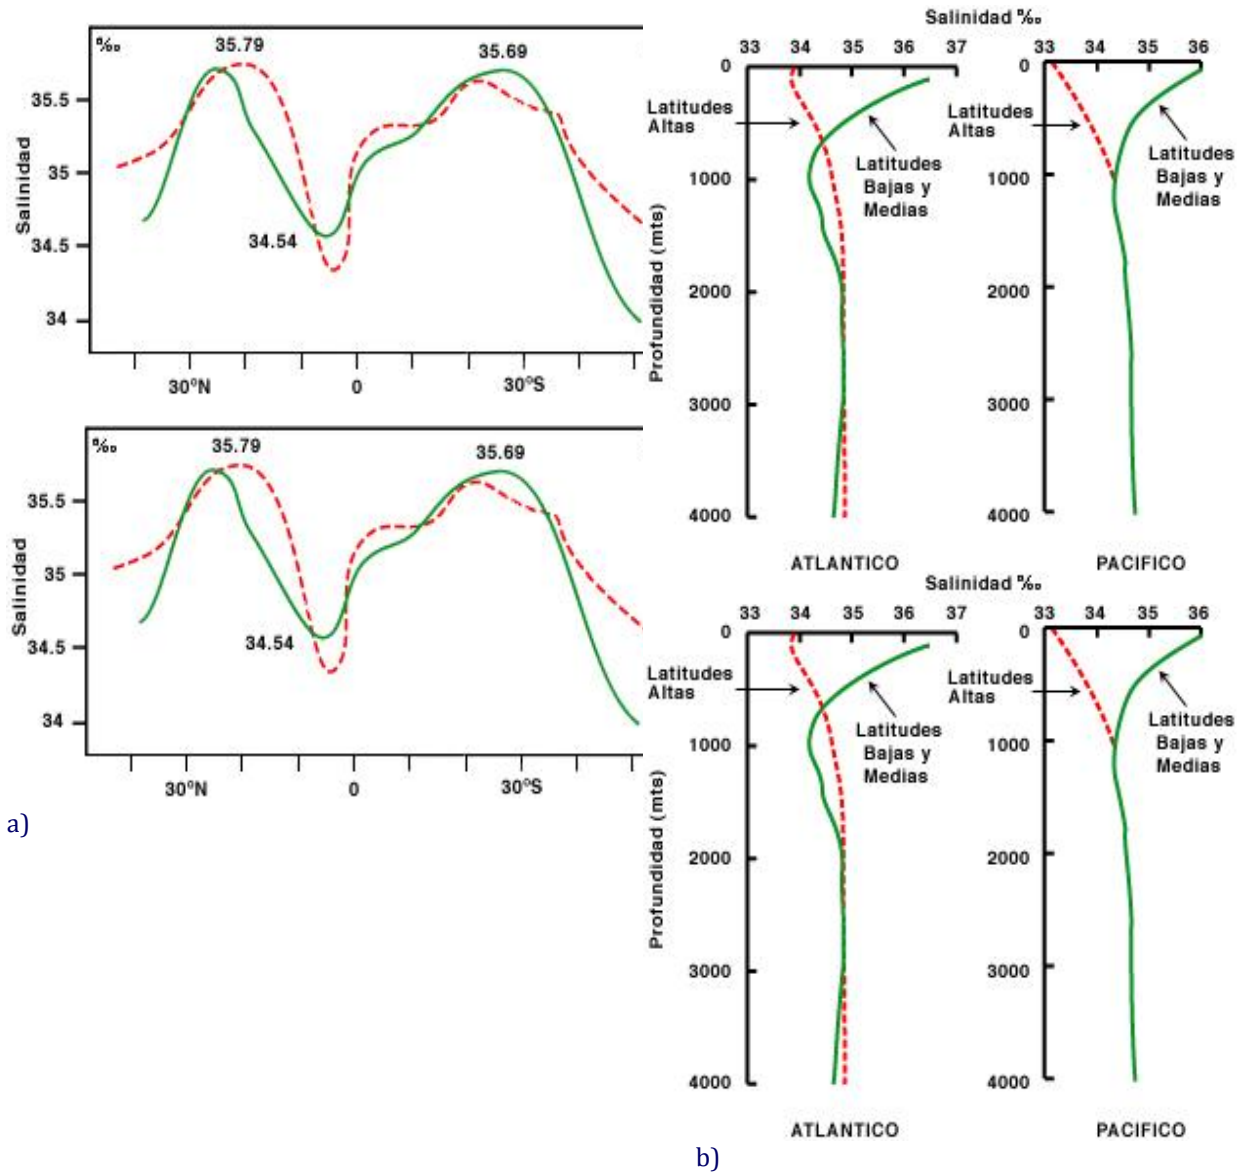 ‰
35.79
35.69
35.5
35
34.5
34
34.54
Salinidad
30ºN
0
30ºS
‰
35.79
35.69
35.5
35
34.5
34
34.54
Salinidad
30ºN
0
30ºS
a)
Salinidad ‰
33 34 35 36 37
33 34 35 36
0
1000
2000
3000
4000
Profundidad (mts)
Latitudes
Altas
Latitudes
Bajas y
Medias
ATLANTICO
0
1000
2000
3000
4000
Latitudes
Altas
Latitudes
Bajas y
Medias
PACIFICO
Salinidad ‰
33 34 35 36 37
33 34 35 36
0
1000
2000
3000
4000
Profundidad (mts)
Latitudes
Altas
Latitudes
Bajas y
Medias
ATLANTICO
0
1000
2000
3000
4000
Latitudes
Altas
Latitudes
Bajas y
Medias
PACIFICO
b)